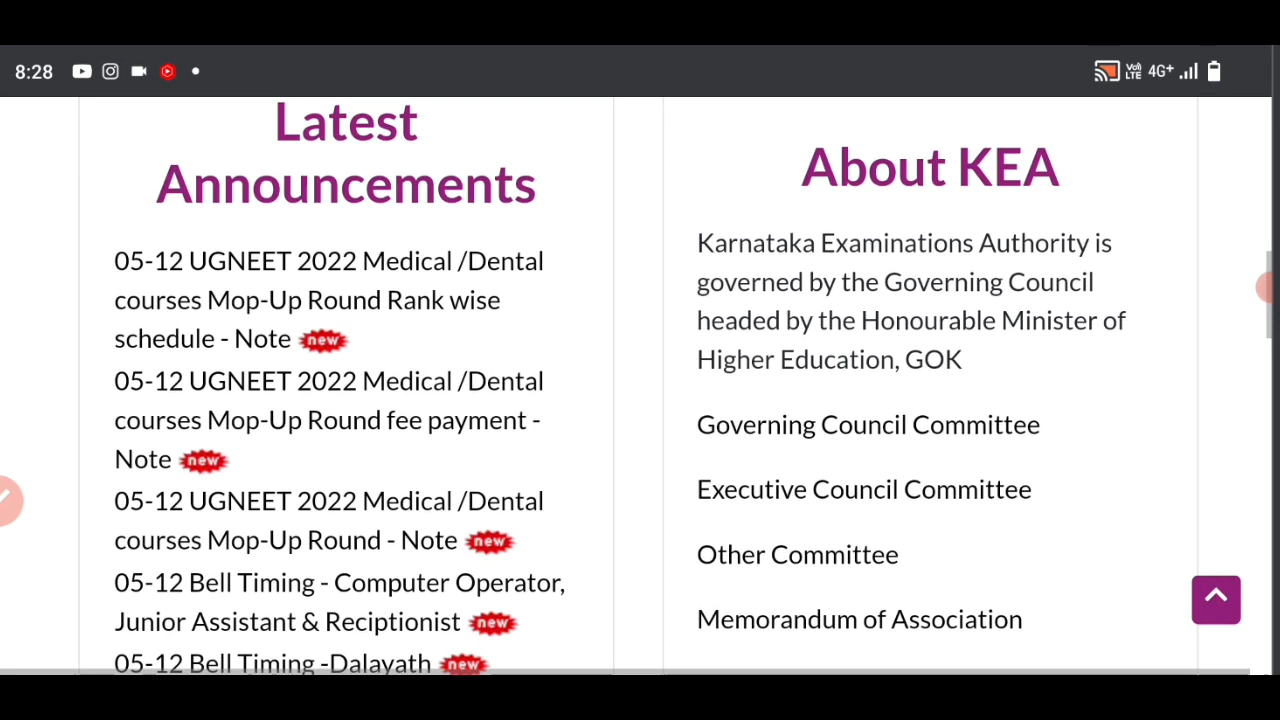 8:28
VoI LTE 4G+
Latest
Announcements
05-12 UGNEET 2022 Medical /Dental
courses Mop-Up Round Rank wise
schedule - Note new
05-12 UGNEET 2022 Medical /Dental
courses Mop-Up Round fee payment -
Note new
05-12 UGNEET 2022 Medical /Dental
courses Mop-Up Round - Note new
05-12 Bell Timing - Computer Operator,
Junior Assistant & Reciptionist new
05-12 Bell Timing -Dalayath new
About KEA
Karnataka Examinations Authority is
governed by the Governing Council
headed by the Honourable Minister of
Higher Education, GOK
Governing Council Committee
Executive Council Committee
Other Committee
Memorandum of Association